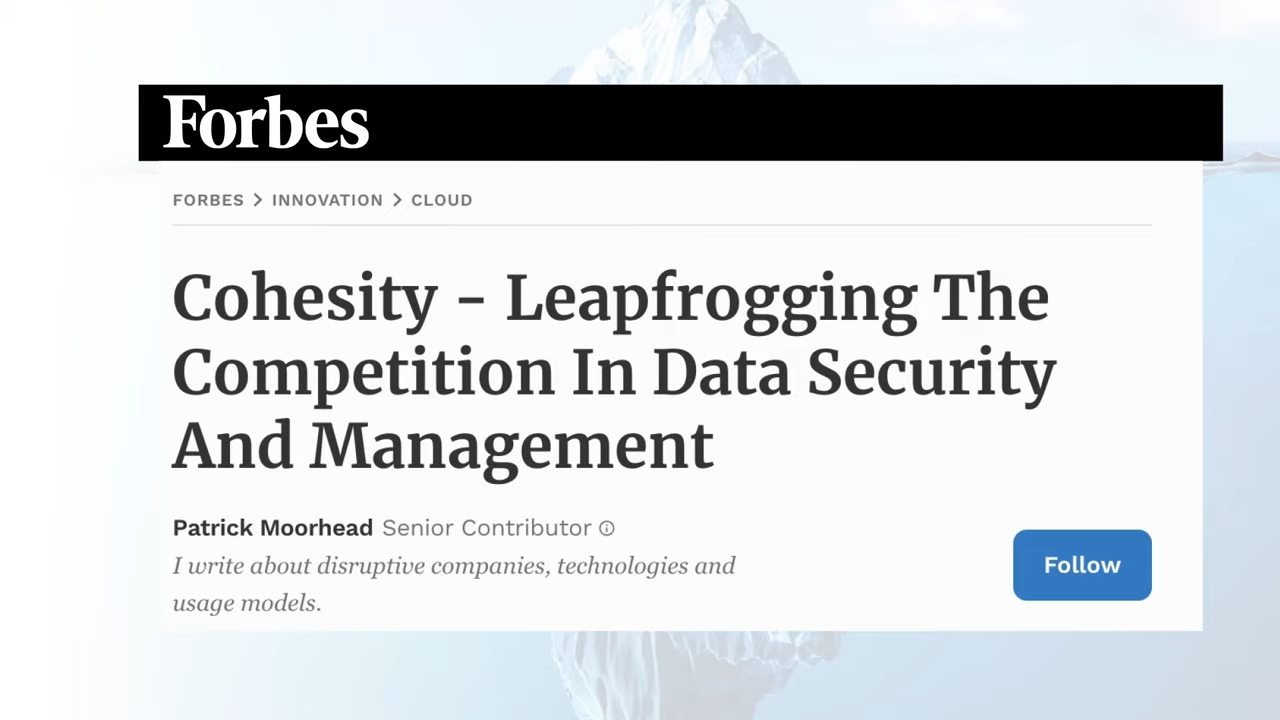 Forbes
FORBES > INNOVATION > CLOUD
Cohesity - Leapfrogging The
Competition In Data Security
And Management
Patrick Moorhead Senior Contributor
I write about disruptive companies, technologies and
usage models.
Follow